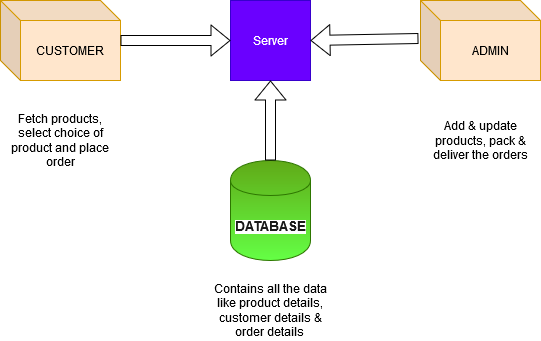 CUSTOMER
Server
ADMIN
Fetch products,
select choice of
product and place
order
Add & update
products, pack &
deliver the orders
DATABASE
Contains all the data
like product details,
customer details &
order details